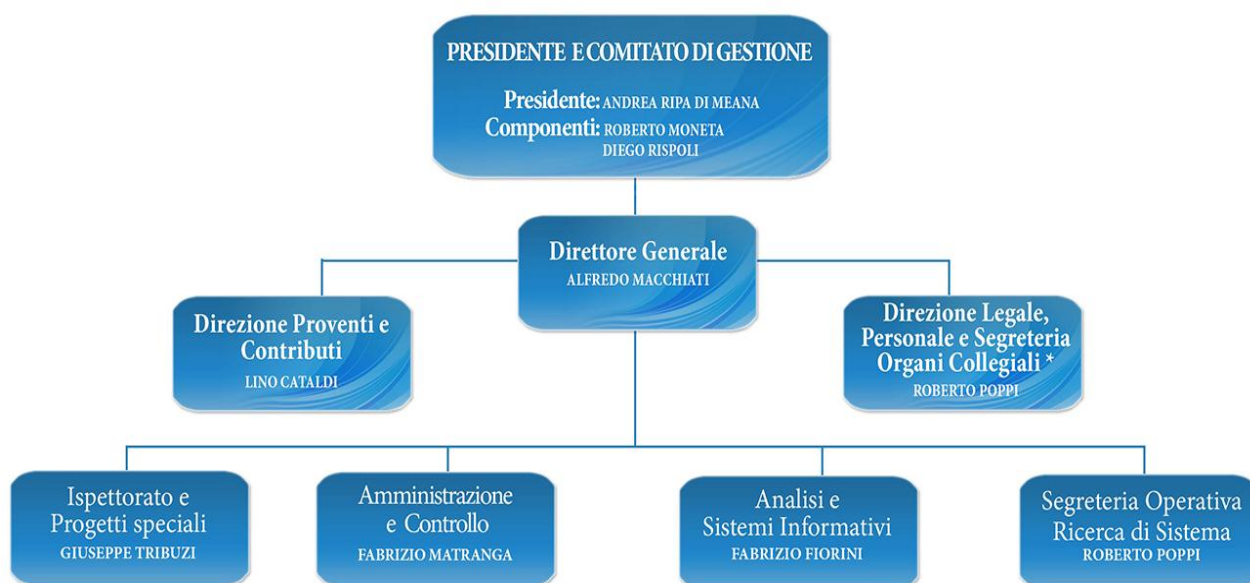 PRESIDENTE E COMITATO DI GESTIONE
Presidente: ANDREA RIPA DI MEANA
Componenti: ROBERTO MONETA
DIEGO RISPOLI
Direttore Generale
ALFREDO MACCHIATI
Direzione Proventi e
Contributi
LINO CATALDI
Direzione Legale,
Personale e Segreteria
Organi Collegiali *
ROBERTO POPPI
Ispettorato e
Progetti speciali
GIUSEPPE TRIBUZI
Amministrazione
e Controllo
FABRIZIO MATRANGA
Analisi e
Sistemi Informativi
FABRIZIO FIORINI
Segreteria Operativa
Ricerca di Sistema
ROBERTO POPPI